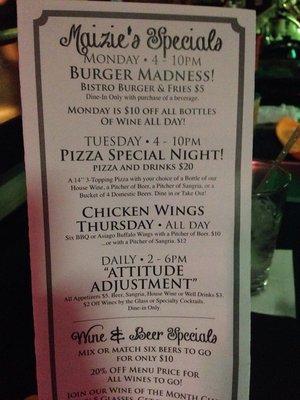 Maizie's Specials
MONDAY • 4 - 10PM
BURGER MADNESS!
BISTRO BURGER & FRIES $5
DINE-IN ONLY WITH PURCHASE OF A BEVERAGE.
MONDAY IS $10 OFF ALL BOTTLES
OF WINE ALL DAY!
TUESDAY • 4 - 10PM
PIZZA SPECIAL NIGHT!
PIZZA AND DRINKS $20
A 14" 3-Topping Pizza with your choice of a Bottle of our
House Wine, a Pitcher of Beer, a Pitcher of Sangria, or a
Bucket of 4 Domestic Beers. Dine in or Take Out!
CHICKEN WINGS
THURSDAY • ALL DAY
Six BBQ or Asiago Buffalo Wings with a Pitcher of Beer. $10
...or with a Pitcher of Sangria. $12
DAILY • 2 - 6PM
"ATTITUDE
ADJUSTMENT"
All Appetizers $5. Beer, Sangria, House Wine or Well Drinks $3.
$2 Off Wines by the Glass or Specialty Cocktails.
Dine-in Only.
Wine & Beer Specials
MIX OR MATCH SIX BEERS TO GO
FOR ONLY $10
20% OFF MENU PRICE FOR
ALL WINES TO GO!
JOIN OUR WINE OF THE MONTH